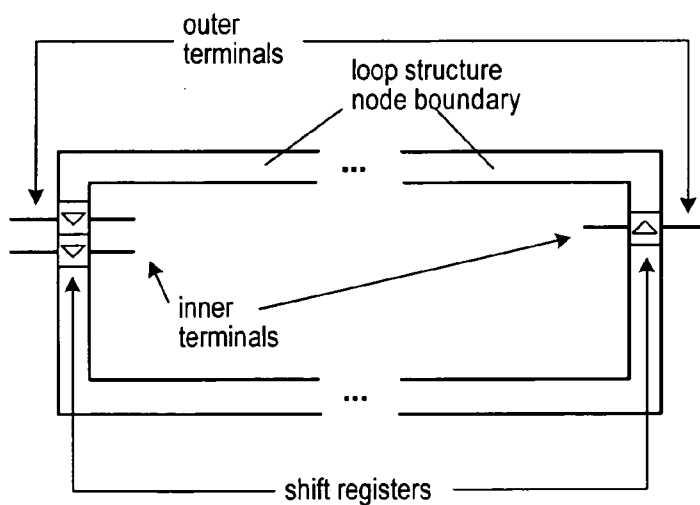 outer
terminals
loop structure
node boundary
...
inner
terminals
...
shift registers